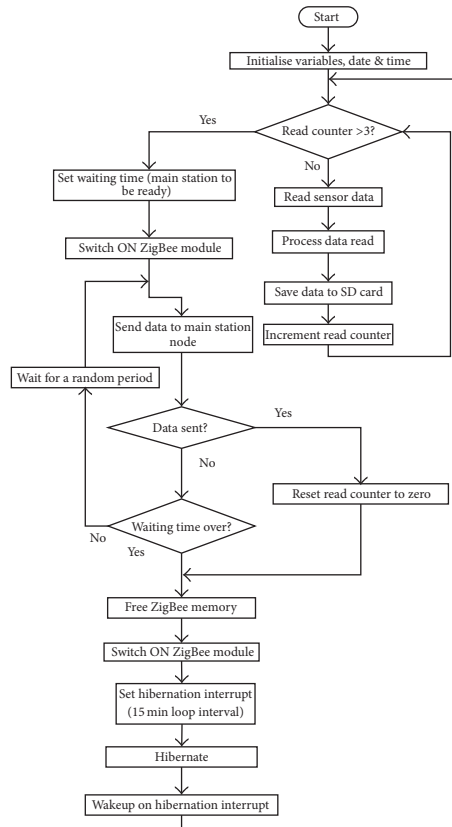 Start
Initialise variables, date & time
Read counter >3?
Yes
No
Set waiting time (main station to
be ready)
Read sensor data
Switch ON ZigBee module
Process data read
Save data to SD card
Send data to main station
node
Increment read counter
Wait for a random period
Data sent?
Yes
No
Reset read counter to zero
Waiting time over?
No
Yes
Free ZigBee memory
Switch ON ZigBee module
Set hibernation interrupt
(15 min loop interval)
Hibernate
Wakeup on hibernation interrupt